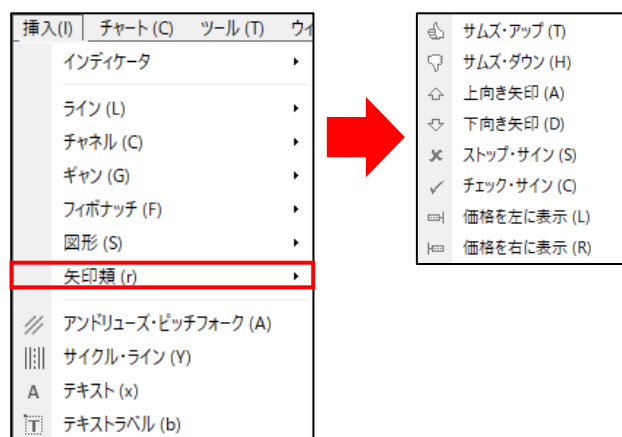 挿入(I) チャート(C) ツール(T) ウィ
インディケータ
ライン(L)
チャネル(C)
ギャン(G)
フィボナッチ(F)
図形(S)
矢印類(r)
アンドリューズ・ピッチフォーク(A)
サイクル・ライン(Y)
A テキスト(x)
T テキストラベル(b)
サムズ・アップ(T)
サムズ・ダウン(H)
上向き矢印(A)
下向き矢印(D)
ストップ・サイン(S)
チェック・サイン(C)
価格を左に表示(L)
価格を右に表示(R)